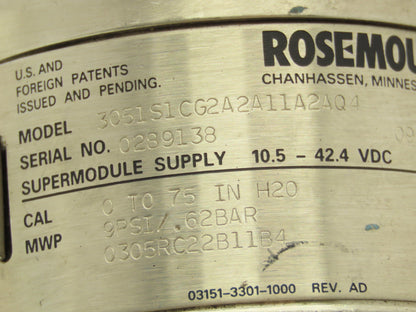 ROSEMOU
CHANHASSEN, MINNES
U.S. AND
FOREIGN PATENTS
ISSUED AND PENDING.
MODEL 3051S1CG2A2A11A2AQ4
SERIAL NO. 0289138
SUPERMODULE SUPPLY 10.5 – 42.4 VDC
CAL 0 TO 75 IN H2O
MWP 9PSI/.62BAR
0305RC22B11B4
03151-3301-1000 REV. AD